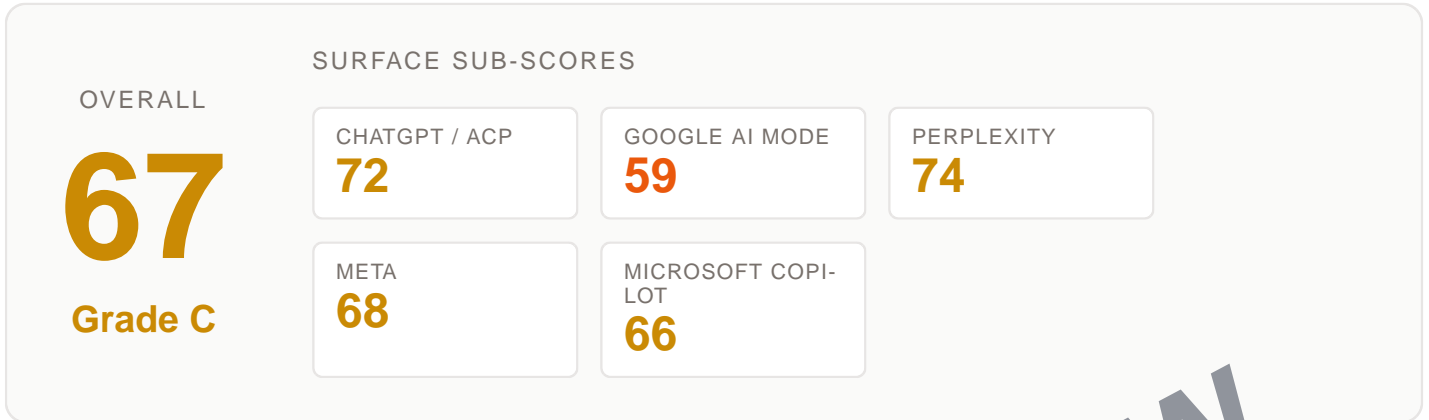 SURFACE SUB-SCORES
OVERALL
67
Grade C
CHATGPT / ACP
72
GOOGLE AI MODE
59
PERPLEXITY
74
META
68
MICROSOFT COPI-
LOT
66